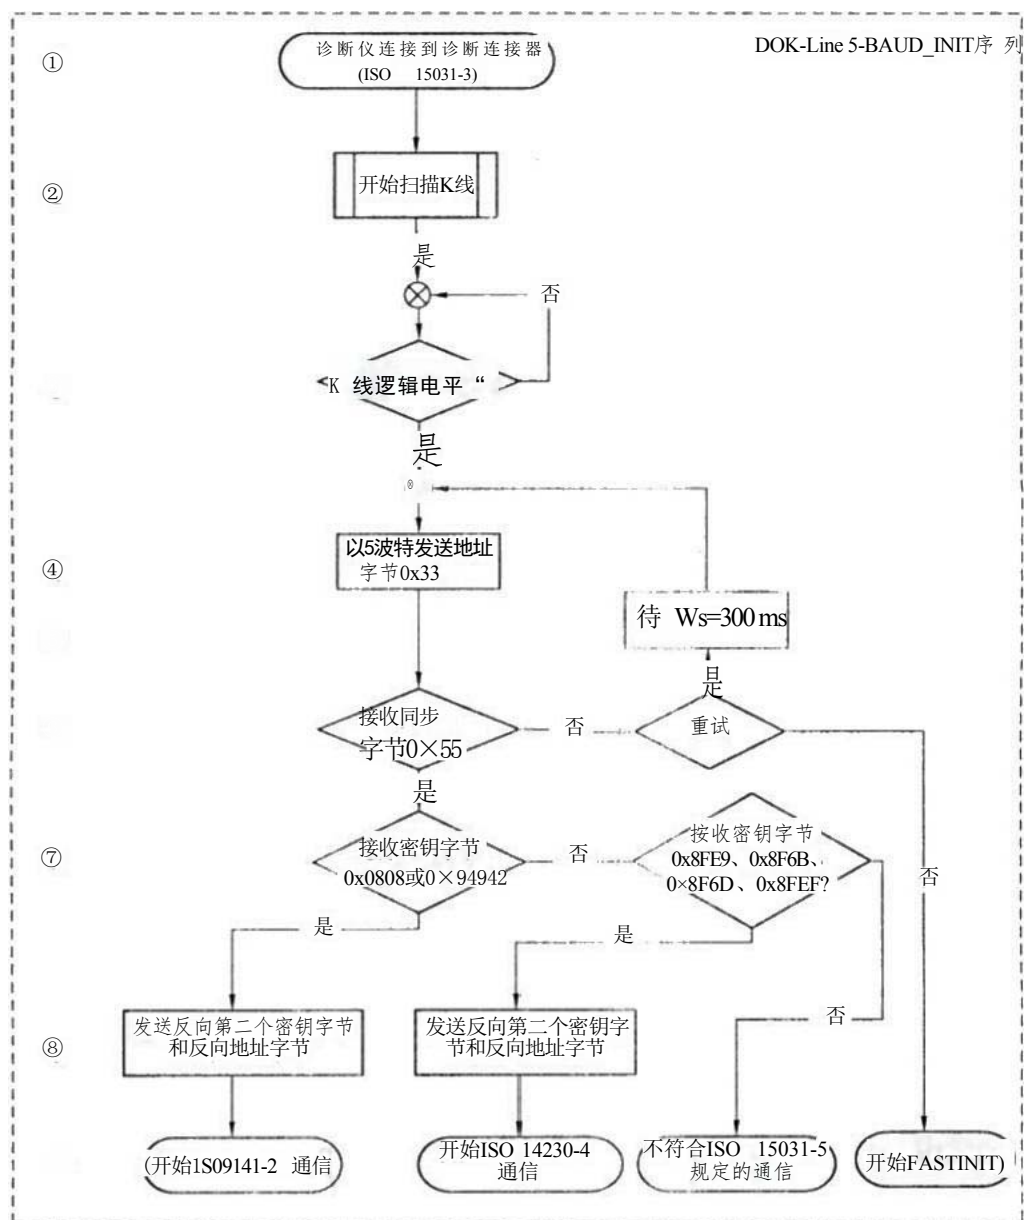 DOK-Line 5-BAUD_INIT序 列
①
诊断仪连接到诊断连接器
(ISO 15031-3)
②
开始扫描K线
是
否
K 线逻辑电平 “
是
®
④
以5波特发送地址
字节0x33
待 Ws=300 ms
是
接收同步
字节0×55
否
重试
是
⑦
接收密钥字节
0x0808或0×94942
否
接收密钥字节
0x8FE9、0x8F6B、
0×8F6D、0x8FEF?
否
是
是
否
⑧
发送反向第二个密钥字节
和反向地址字节
发送反向第二个密钥字
节和反向地址字节
(开始1S09141-2 通信
开始ISO 14230-4
通信
不符合ISO 15031-5
规定的通信
开始FASTINIT)